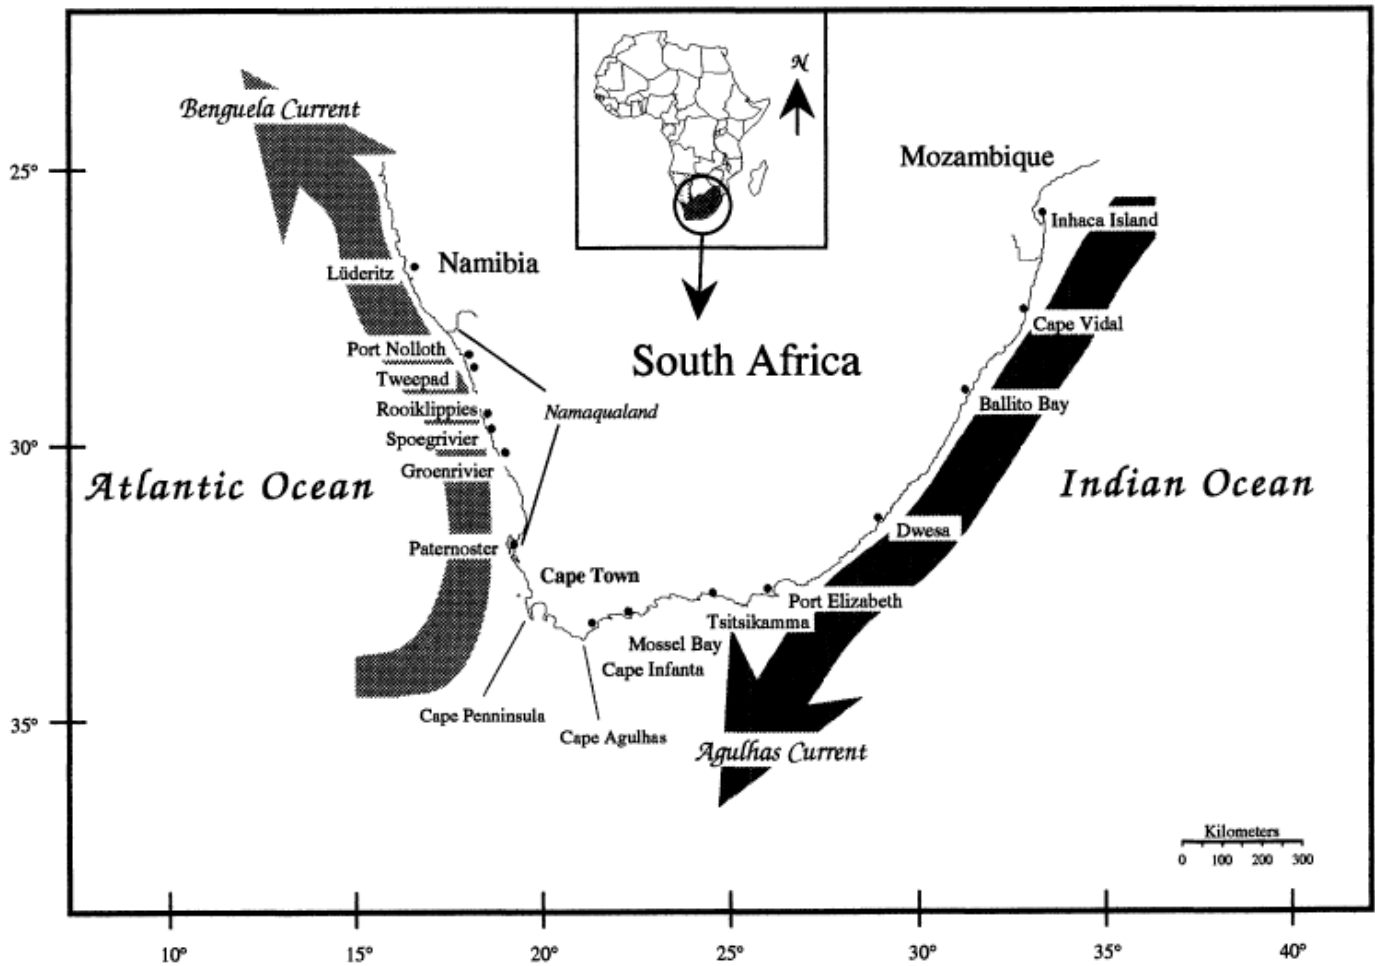 N
Benguela Current
Mozambique
25°
Inhaca Island
Namibia
Lüderitz
Cape Vidal
Port Nolloth
South Africa
Tweepad
Ballito Bay
Rooiklippies
Namaqualand
Spoegrivier
30°
Groenrivier
Atlantic Ocean
Indian Ocean
Dwesa
Paternoster
Cape Town
Port Elizabeth
Tsitsikamma
Mossel Bay
Cape Infanta
Cape Penninsula
35°
Cape Agulhas
Agulhas Current
Kilometers
0 100 200 300
10° 15° 20° 25° 30° 35° 40°